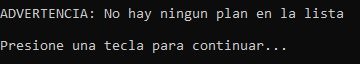 ADVERTENCIA: No hay ningun plan en la lista
Presione una tecla para continuar...